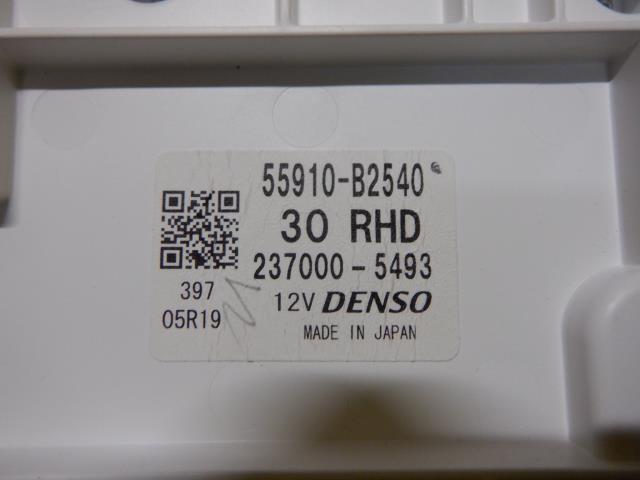 55910-B2540
30 RHD
237000-5493
397
12V DENSO
05R19
MADE IN JAPAN